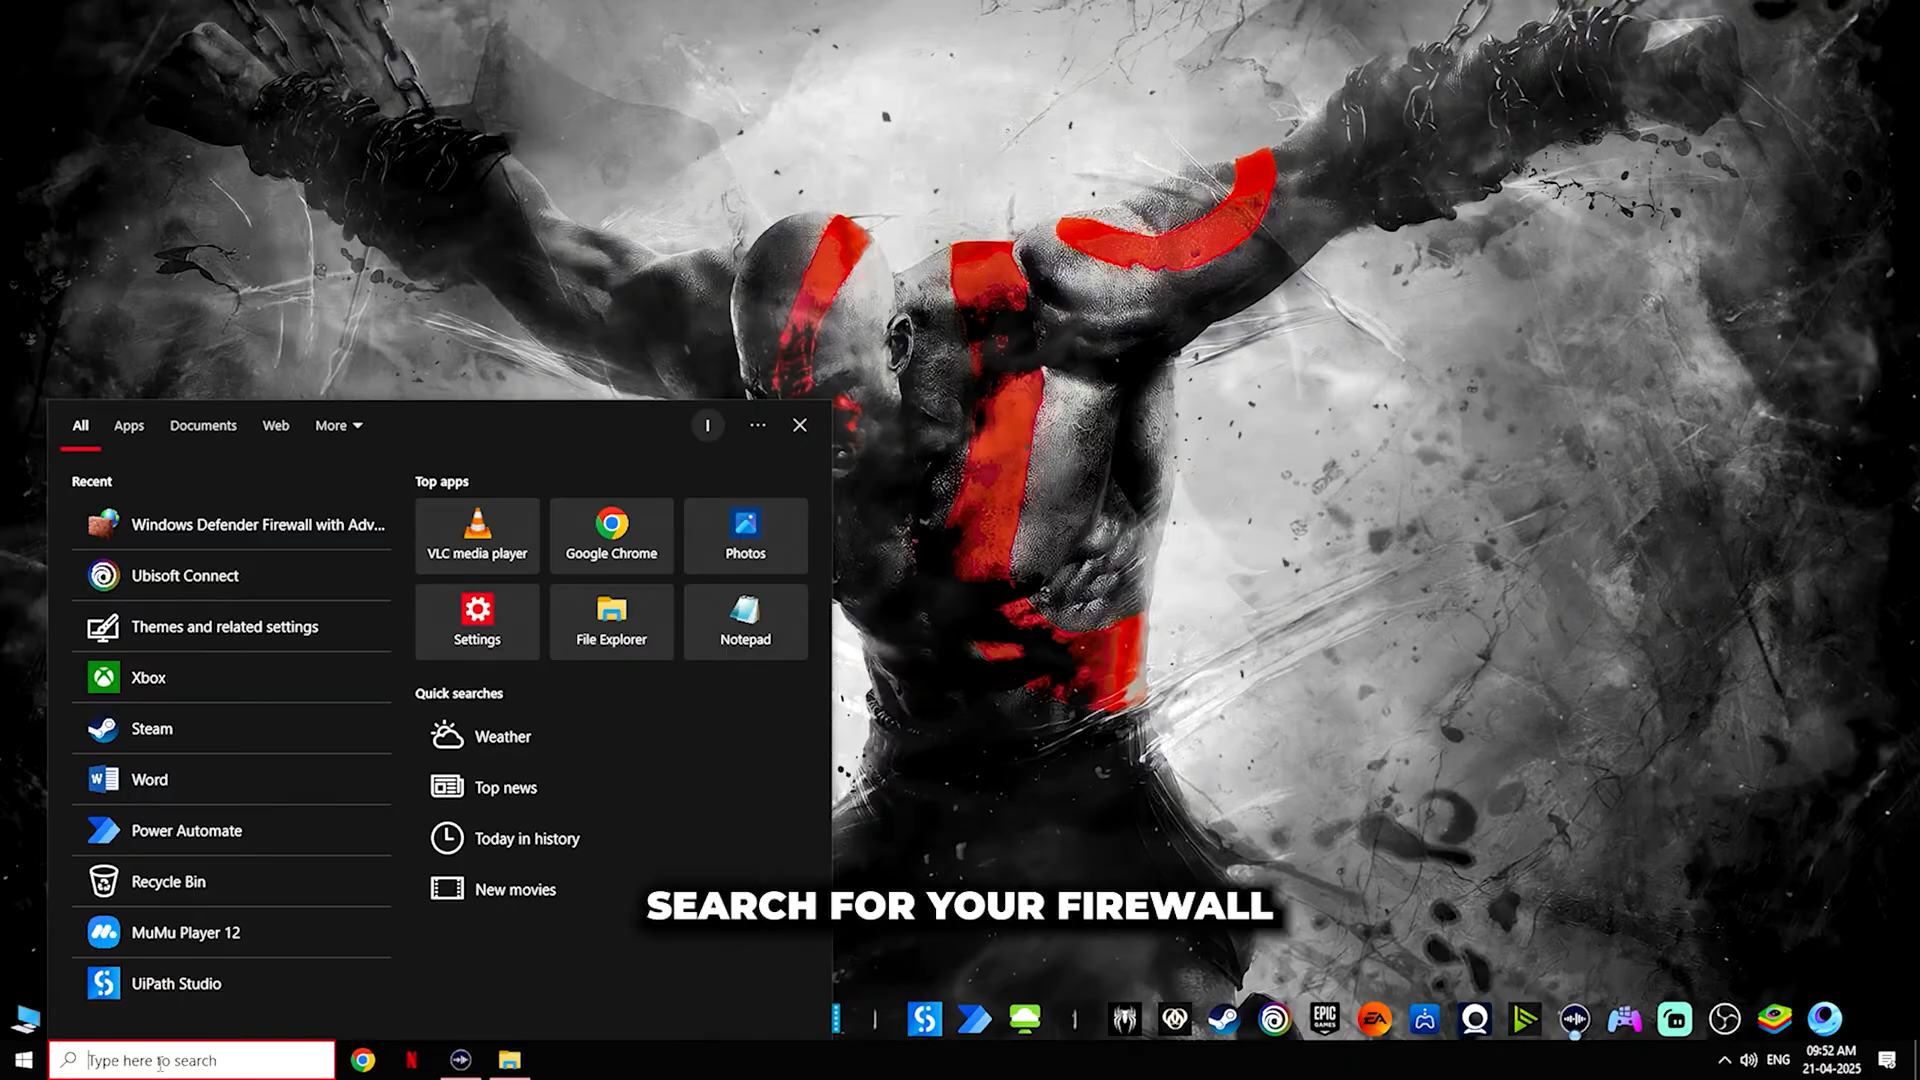 All Apps Documents Web More I
Recent
Windows Defender Firewall with Adv...
Ubisoft Connect
Themes and related settings
Xbox
Steam
Word
Power Automate
Recycle Bin
MuMu Player 12
UiPath Studio
Top apps
VLC media player
Google Chrome
Photos
Settings
File Explorer
Notepad
Quick searches
Weather
Top news
Today in history
New movies
SEARCH FOR YOUR FIREWALL
EPIC
GAMES
EA
Type here to search
ENG
09:52 AM
21-04-2025